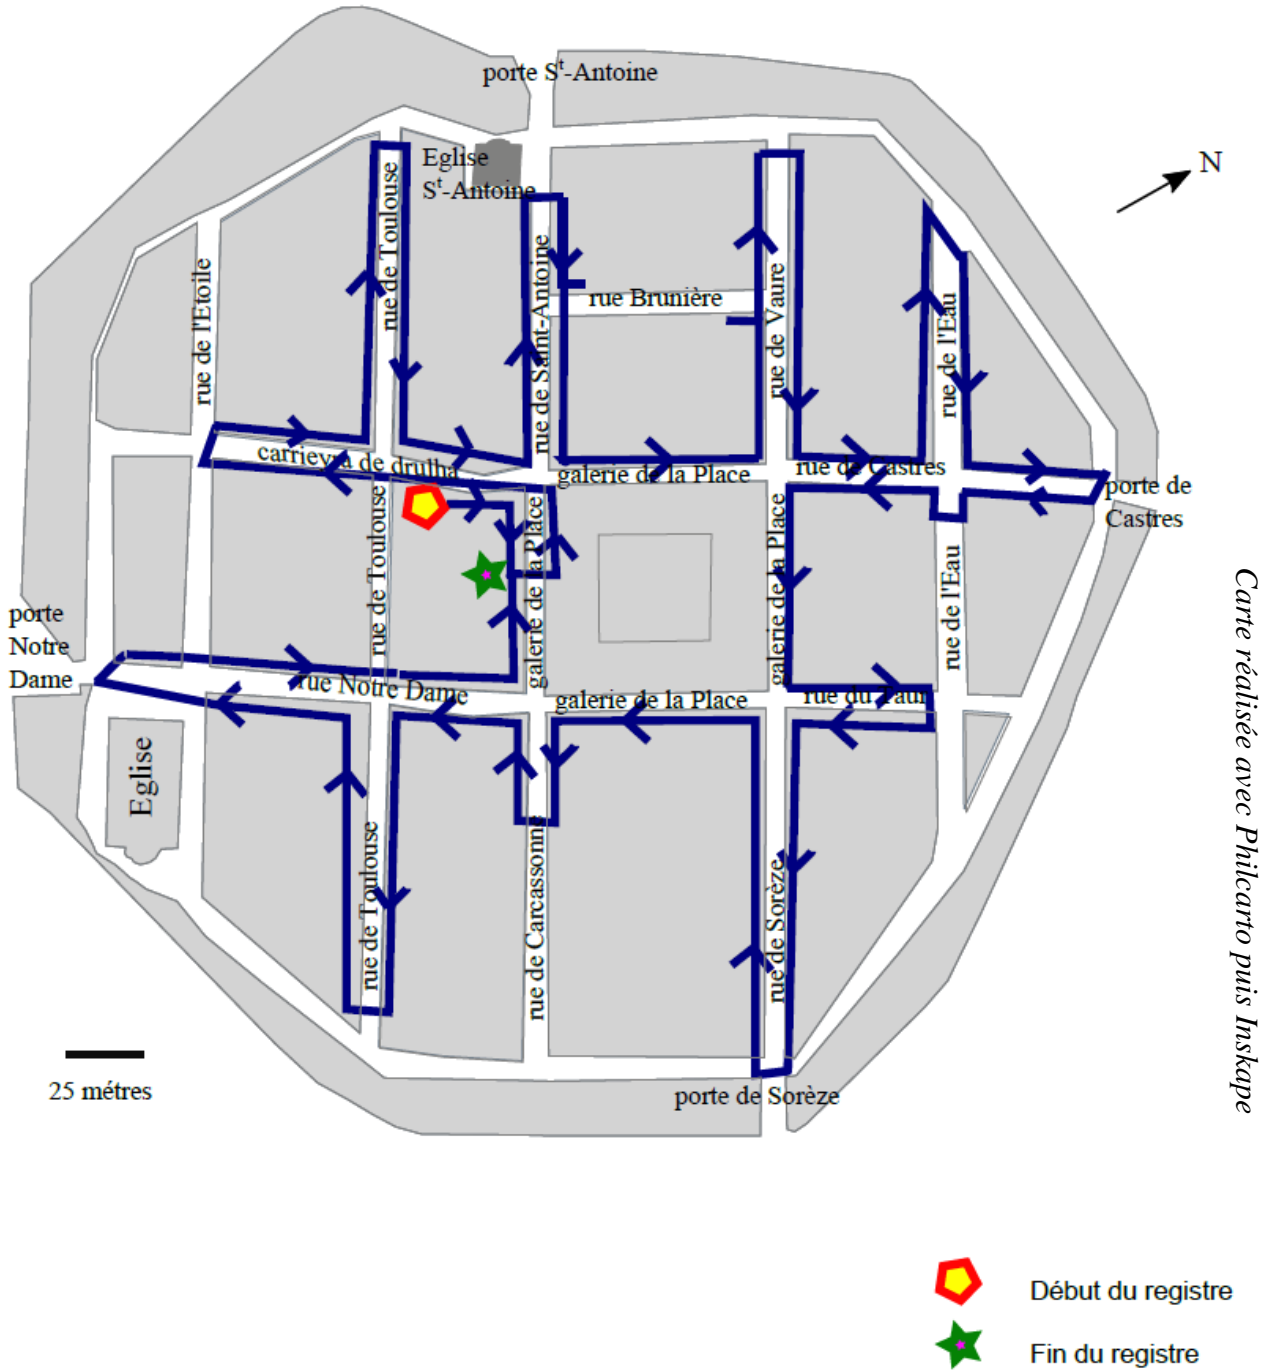 porte St-Antoine
N
Eglise
St-Antoine
rue de Toulouse
rue de l'Etoile
rue de Saint-Antoine
rue Brunière
rue de Vaure
rue de l'Eau
carrieyra de drulha
galerie de la Place
rue de Castres
porte de
Castres
rue de Toulouse
galerie de la Place
galerie de la Place
rue de l'Eau
porte
Notre
Dame
rue Notre Dame
galerie de la Place
rue du Taur
Eglise
rue de Toulouse
rue de Carcassonne
rue de Sorèze
25 métres
porte de Sorèze
Carte réalisée avec Philcarto puis Inskape
Début du registre
Fin du registre